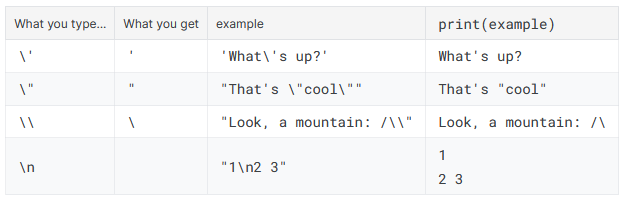 What you type... What you get example print(example)
\' ' 'What\'s up?' What's up?
\" " "That's \"cool\"" That's "cool"
\\ \ "Look, a mountain: /\\" Look, a mountain: /\
\n "1\n2 3" 1
2 3